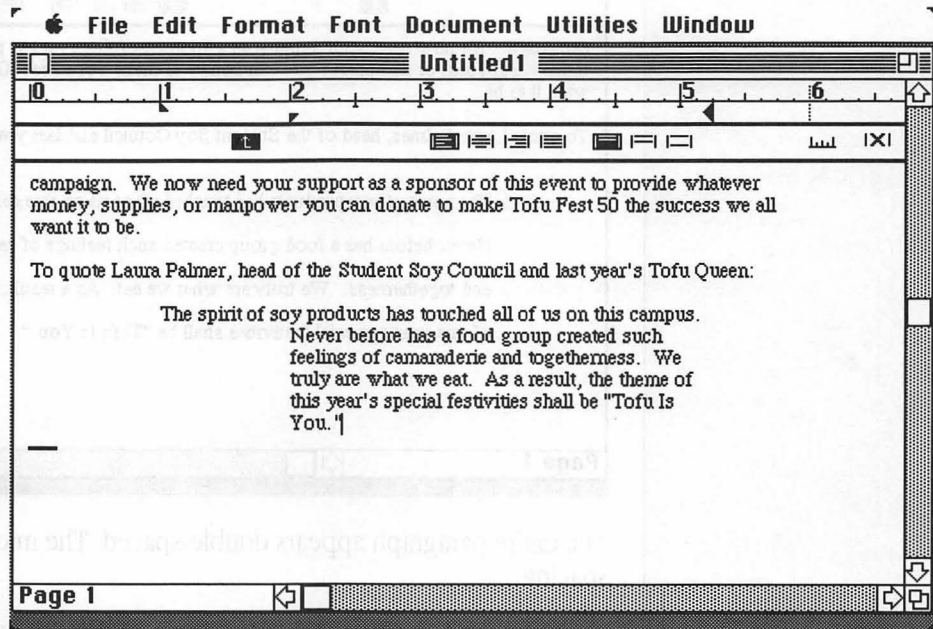 File Edit Format Font Document Utilities Window
Untitled1
0 1 2 3 4 5 6
campaign. We now need your support as a sponsor of this event to provide whatever
money, supplies, or manpower you can donate to make Tofu Fest 50 the success we all
want it to be.
To quote Laura Palmer, head of the Student Soy Council and last year's Tofu Queen:
The spirit of soy products has touched all of us on this campus.
Never before has a food group created such
feelings of camaraderie and togetherness. We
truly are what we eat. As a result, the theme of
this year's special festivities shall be "Tofu Is
You."
Page 1